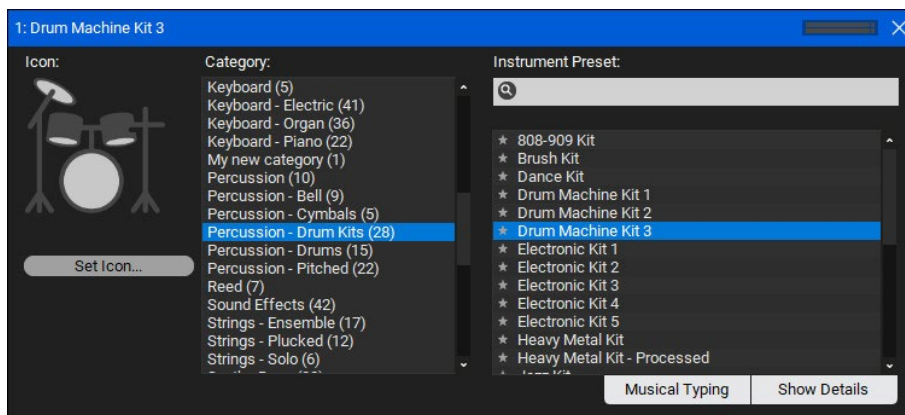 1: Drum Machine Kit 3
Icon:
Set Icon...
Category:
Keyboard (5)
Keyboard - Electric (41)
Keyboard - Organ (36)
Keyboard - Piano (22)
My new category (1)
Percussion (10)
Percussion - Bell (9)
Percussion - Cymbals (5)
Percussion - Drum Kits (28)
Percussion - Drums (15)
Percussion - Pitched (22)
Reed (7)
Sound Effects (42)
Strings - Ensemble (17)
Strings - Plucked (12)
Strings - Solo (6)
Instrument Preset:
808-909 Kit
Brush Kit
Dance Kit
Drum Machine Kit 1
Drum Machine Kit 2
Drum Machine Kit 3
Electronic Kit 1
Electronic Kit 2
Electronic Kit 3
Electronic Kit 4
Electronic Kit 5
Heavy Metal Kit
Heavy Metal Kit - Processed
Musical Typing
Show Details